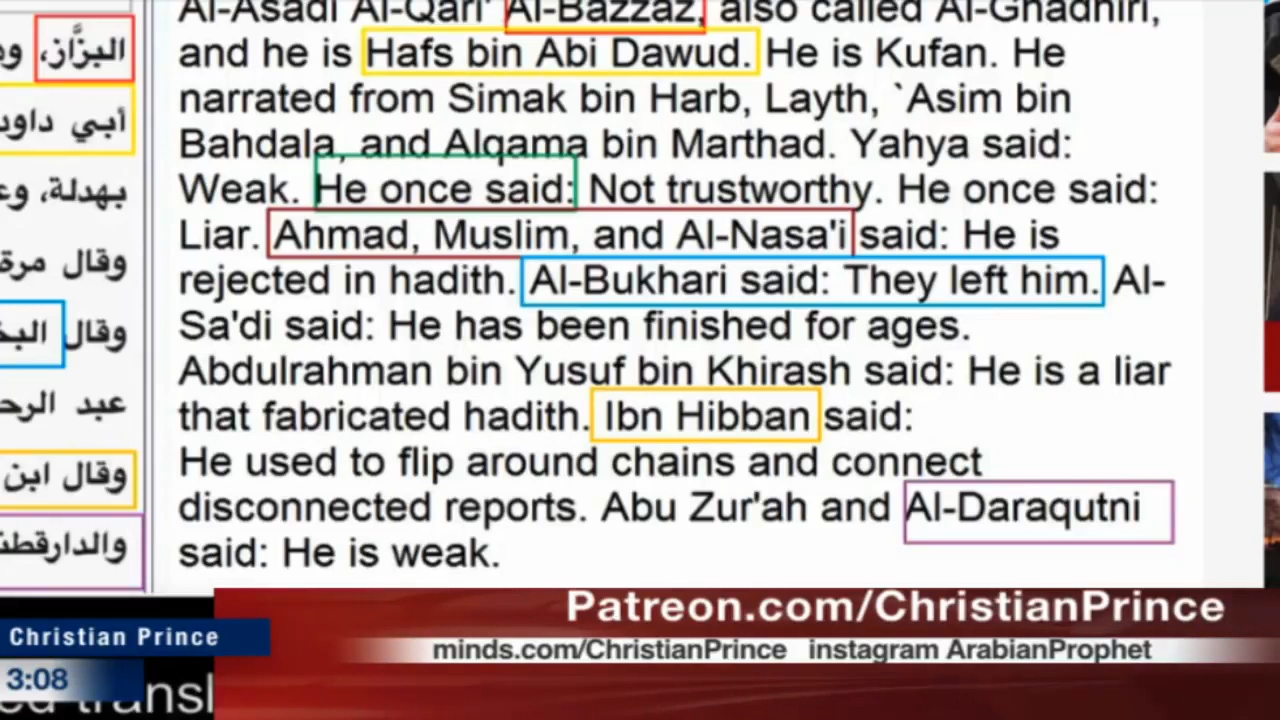 Al-Asadi Al-Qari' Al-Bazzaz, also called Al-Ghadhiri,
and he is Hafs bin Abi Dawud. He is Kufan. He
narrated from Simak bin Harb, Layth, `Asim bin
Bahdala, and Alqama bin Marthad. Yahya said:
Weak. He once said: Not trustworthy. He once said:
Liar. Ahmad, Muslim, and Al-Nasa'i said: He is
rejected in hadith. Al-Bukhari said: They left him. Al-
Sa'di said: He has been finished for ages.
Abdulrahman bin Yusuf bin Khirash said: He is a liar
that fabricated hadith. Ibn Hibban said:
He used to flip around chains and connect
disconnected reports. Abu Zur'ah and Al-Daraqutni
said: He is weak.
البزَّاز،
أبي داود
بهدلة، وع
وقال مرة
وقال البخ
عبد الرح
وقال ابن
والدارقطن
Patreon.com/ChristianPrince
minds.com/ChristianPrince instagram ArabianProphet
Christian Prince
3:08